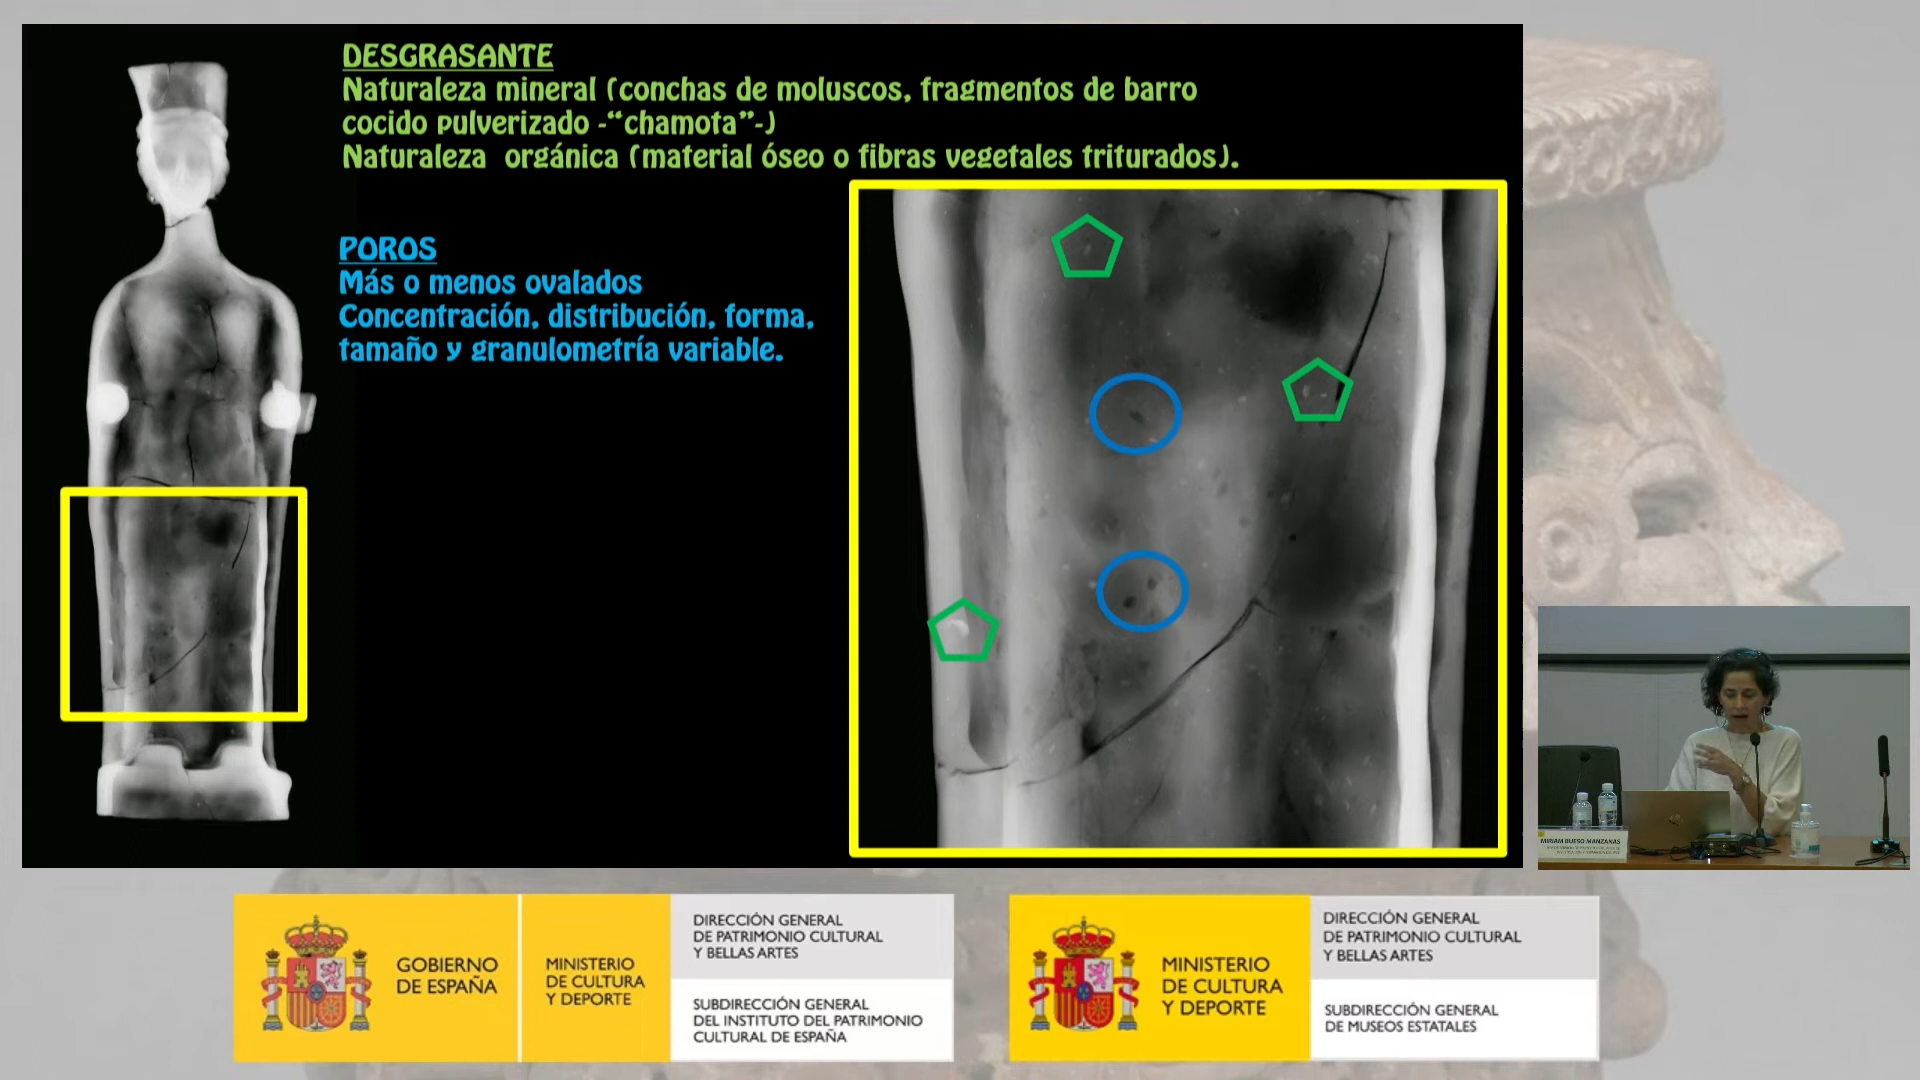 DESGRASANTE
Naturaleza mineral (conchas de moluscos, fragmentos de barro
cocido pulverizado -“chamota”-)
Naturaleza orgánica (material óseo o fibras vegetales triturados).
POROS
Más o menos ovalados
Concentración, distribución, forma,
tamaño y granulometría variable.
MIRIAM BUESO MANZANAS
GOBIERNO
DE ESPAÑA
MINISTERIO
DE CULTURA
Y DEPORTE
DIRECCIÓN GENERAL
DE PATRIMONIO CULTURAL
Y BELLAS ARTES
SUBDIRECCIÓN GENERAL
DEL INSTITUTO DEL PATRIMONIO
CULTURAL DE ESPAÑA
MINISTERIO
DE CULTURA
Y DEPORTE
DIRECCIÓN GENERAL
DE PATRIMONIO CULTURAL
Y BELLAS ARTES
SUBDIRECCIÓN GENERAL
DE MUSEOS ESTATALES